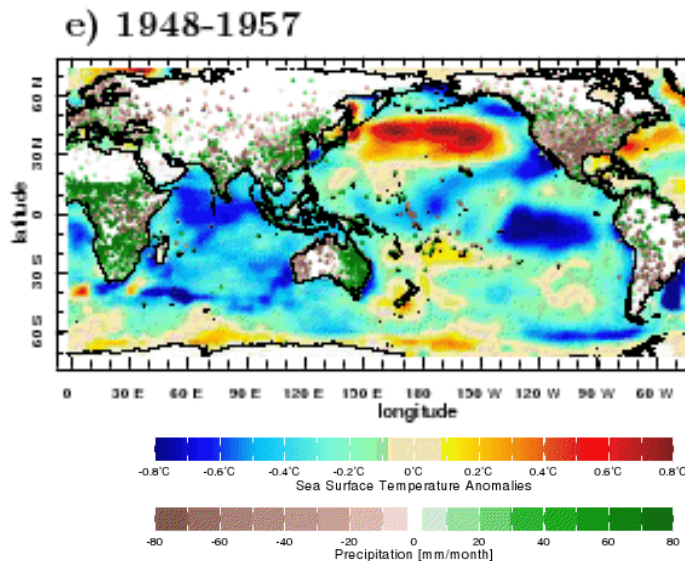 e) 1948-1957
60 N
30 N
0
30 S
60 S
latitude
0 30 E 60 E 90 E 120 E 150 E 180 150 W 120 W 90 W 60 W
longitude
-0.8°C -0.6°C -0.4°C -0.2°C 0°C 0.2°C 0.4°C 0.6°C 0.8°C
Sea Surface Temperature Anomalies
-80 -60 -40 -20 0 20 40 60 80
Precipitation [mm/month]